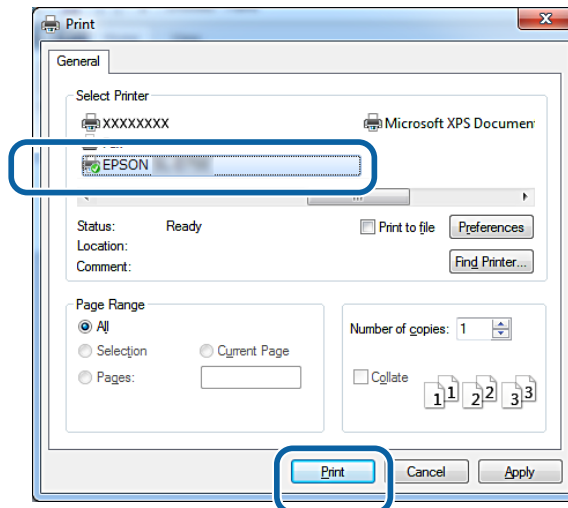 Print
General
Select Printer
XXXXXXXX
Microsoft XPS Documen
EPSON
Status: Ready
Print to file
Preferences
Location:
Find Printer...
Comment:
Page Range
All
Number of copies: 1
Selection
Current Page
Pages:
Collate
1 1 2 2 3 3
Print
Cancel
Apply